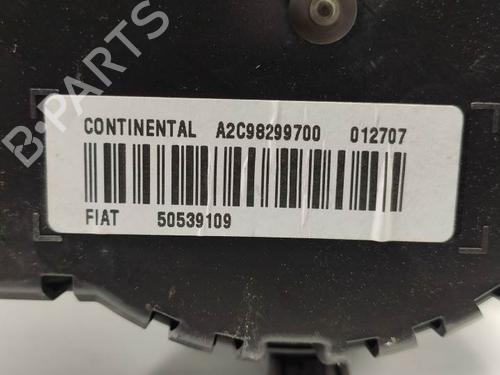 B-PARTS
CONTINENTAL A2C98299700 012707
FIAT 50539109